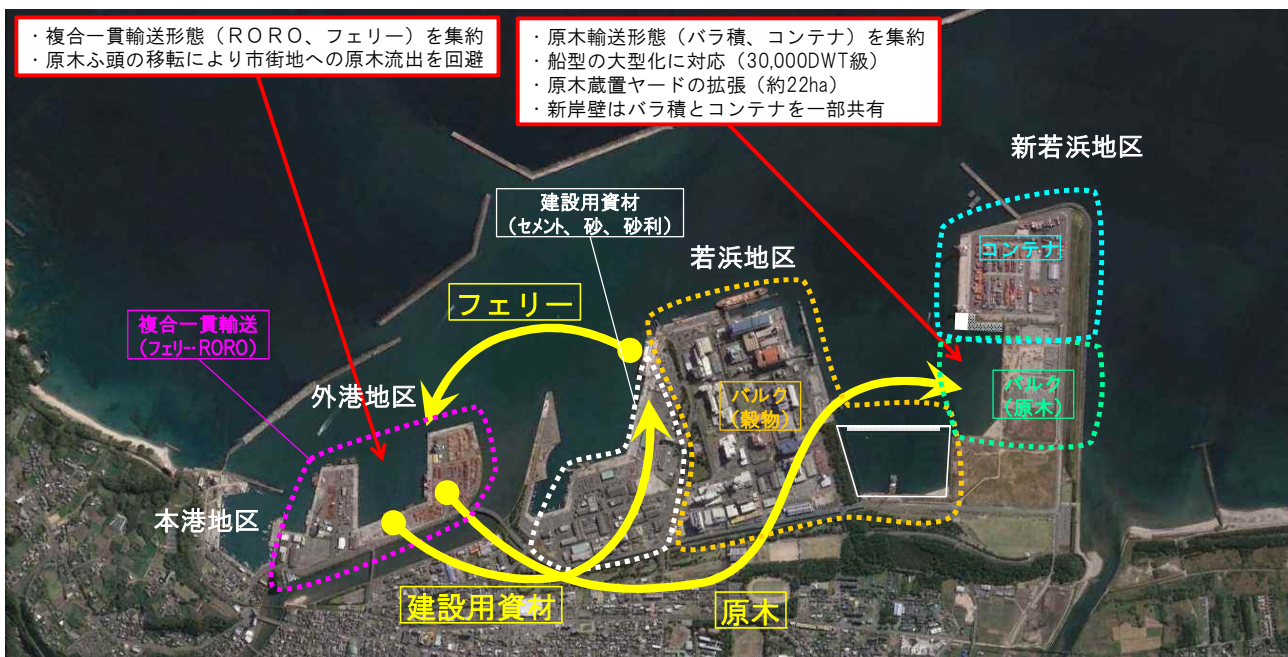 ・複合一貫輸送形態（ＲＯＲＯ、フェリー）を集約
・原木ふ頭の移転により市街地への原木流出を回避
・原木輸送形態（バラ積、コンテナ）を集約
・船型の大型化に対応（30,000DWT級）
・原木蔵置ヤードの拡張（約22ha）
・新岸壁はバラ積とコンテナを一部共有
新若浜地区
建設用資材
（セメント、砂、砂利）
若浜地区
コンテナ
フェリー
複合一貫輸送
（フェリー・RORO）
外港地区
バルク
（穀物）
バルク
（原木）
本港地区
建設用資材
原木